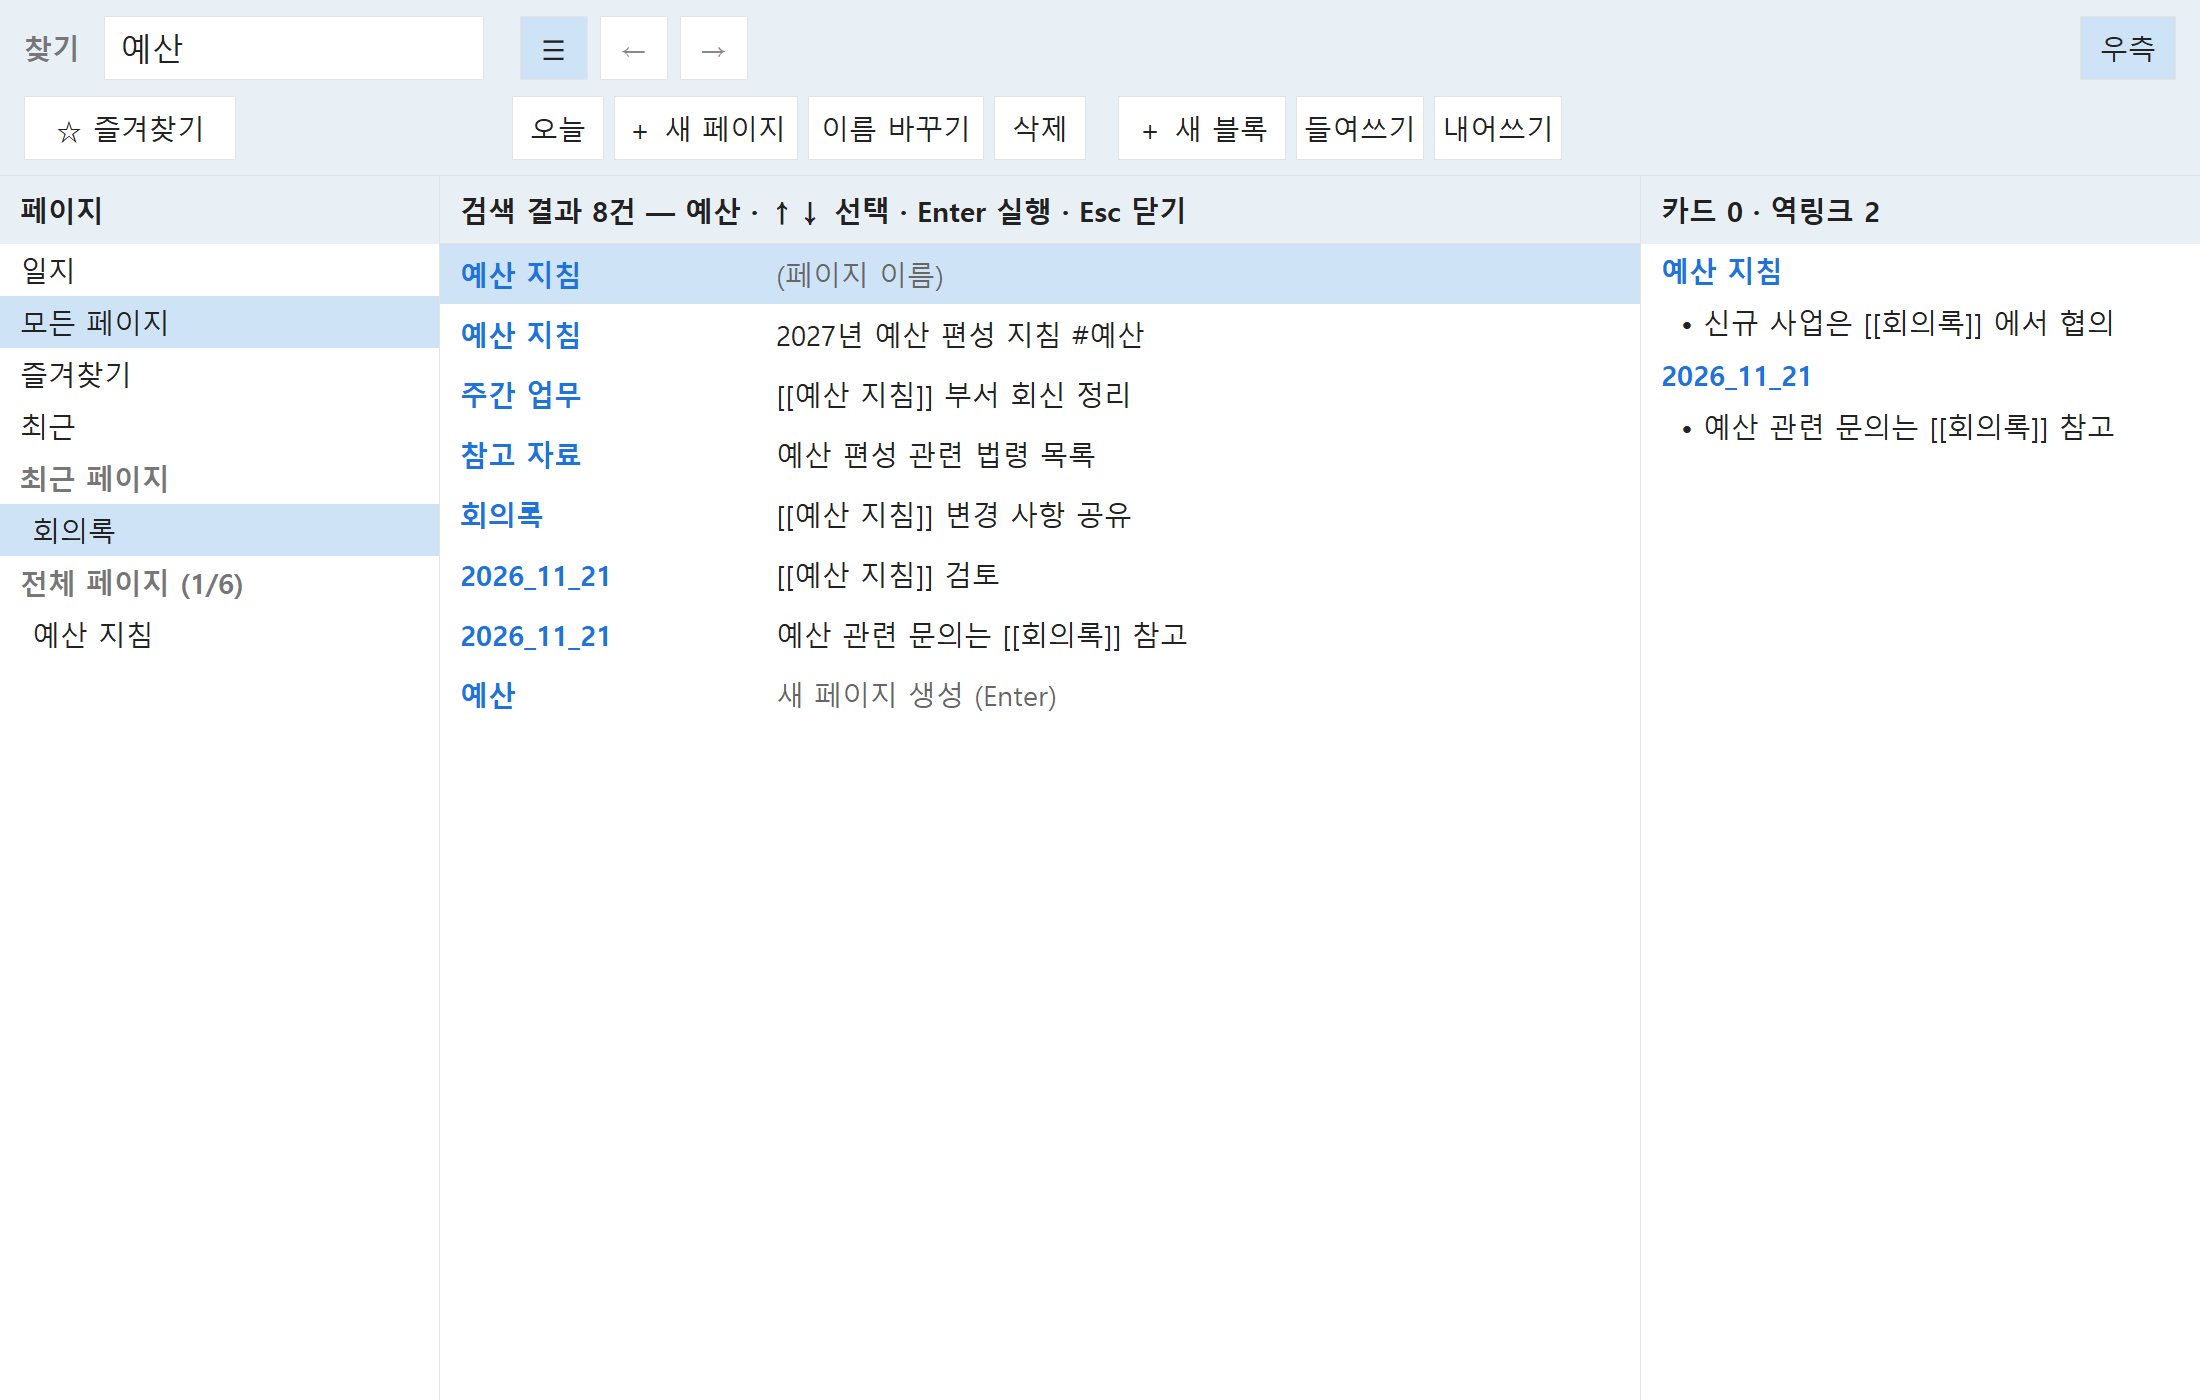 찾기 예산 ☰ ← → 우측
☆ 즐겨찾기 오늘 + 새 페이지 이름 바꾸기 삭제 + 새 블록 들여쓰기 내어쓰기
페이지
일지
모든 페이지
즐겨찾기
최근
최근 페이지
회의록
전체 페이지 (1/6)
예산 지침
검색 결과 8건 — 예산 · ↑ ↓ 선택 · Enter 실행 · Esc 닫기
예산 지침 (페이지 이름)
예산 지침 2027년 예산 편성 지침 #예산
주간 업무 [[예산 지침]] 부서 회신 정리
참고 자료 예산 편성 관련 법령 목록
회의록 [[예산 지침]] 변경 사항 공유
2026_11_21 [[예산 지침]] 검토
2026_11_21 예산 관련 문의는 [[회의록]] 참고
예산 새 페이지 생성 (Enter)
카드 0 · 역링크 2
예산 지침
• 신규 사업은 [[회의록]] 에서 협의
2026_11_21
• 예산 관련 문의는 [[회의록]] 참고